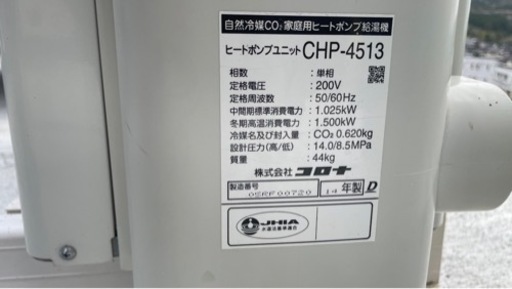 自然冷媒CO₂家庭用ヒートポンプ給湯機
ヒートポンプユニット CHP-4513
相数 : 単相
定格電圧 : 200V
定格周波数 : 50/60Hz
中間期標準消費電力 : 1.025kW
冬期高温消費電力 : 1.500kW
冷媒名及び封入量 : CO₂ 0.620kg
設計圧力(高/低) : 14.0/8.5MPa
質量 : 44kg
株式会社 コロナ
製造番号 05RF00720 14年製 D
JHIA